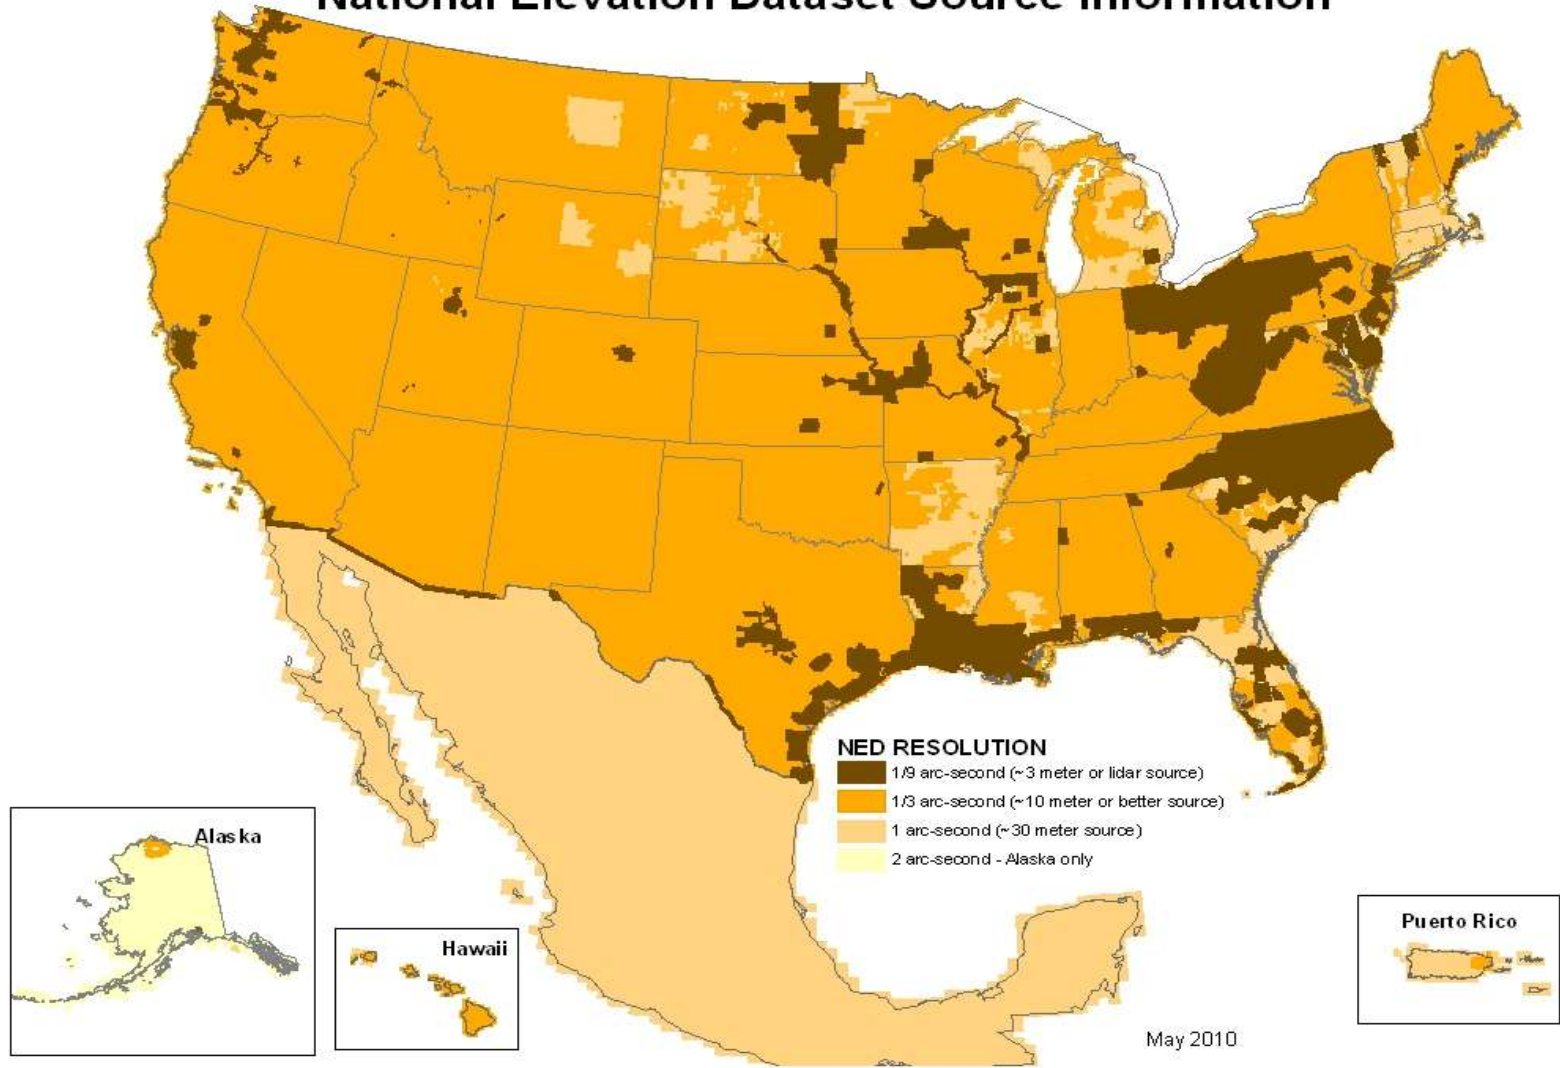 National Elevation Dataset Source Information
NED RESOLUTION
1/9 arc-second (~3 meter or lidar source)
1/3 arc-second (~10 meter or better source)
1 arc-second (~30 meter source)
2 arc-second - Alaska only
Alaska
Hawaii
Puerto Rico
May 2010